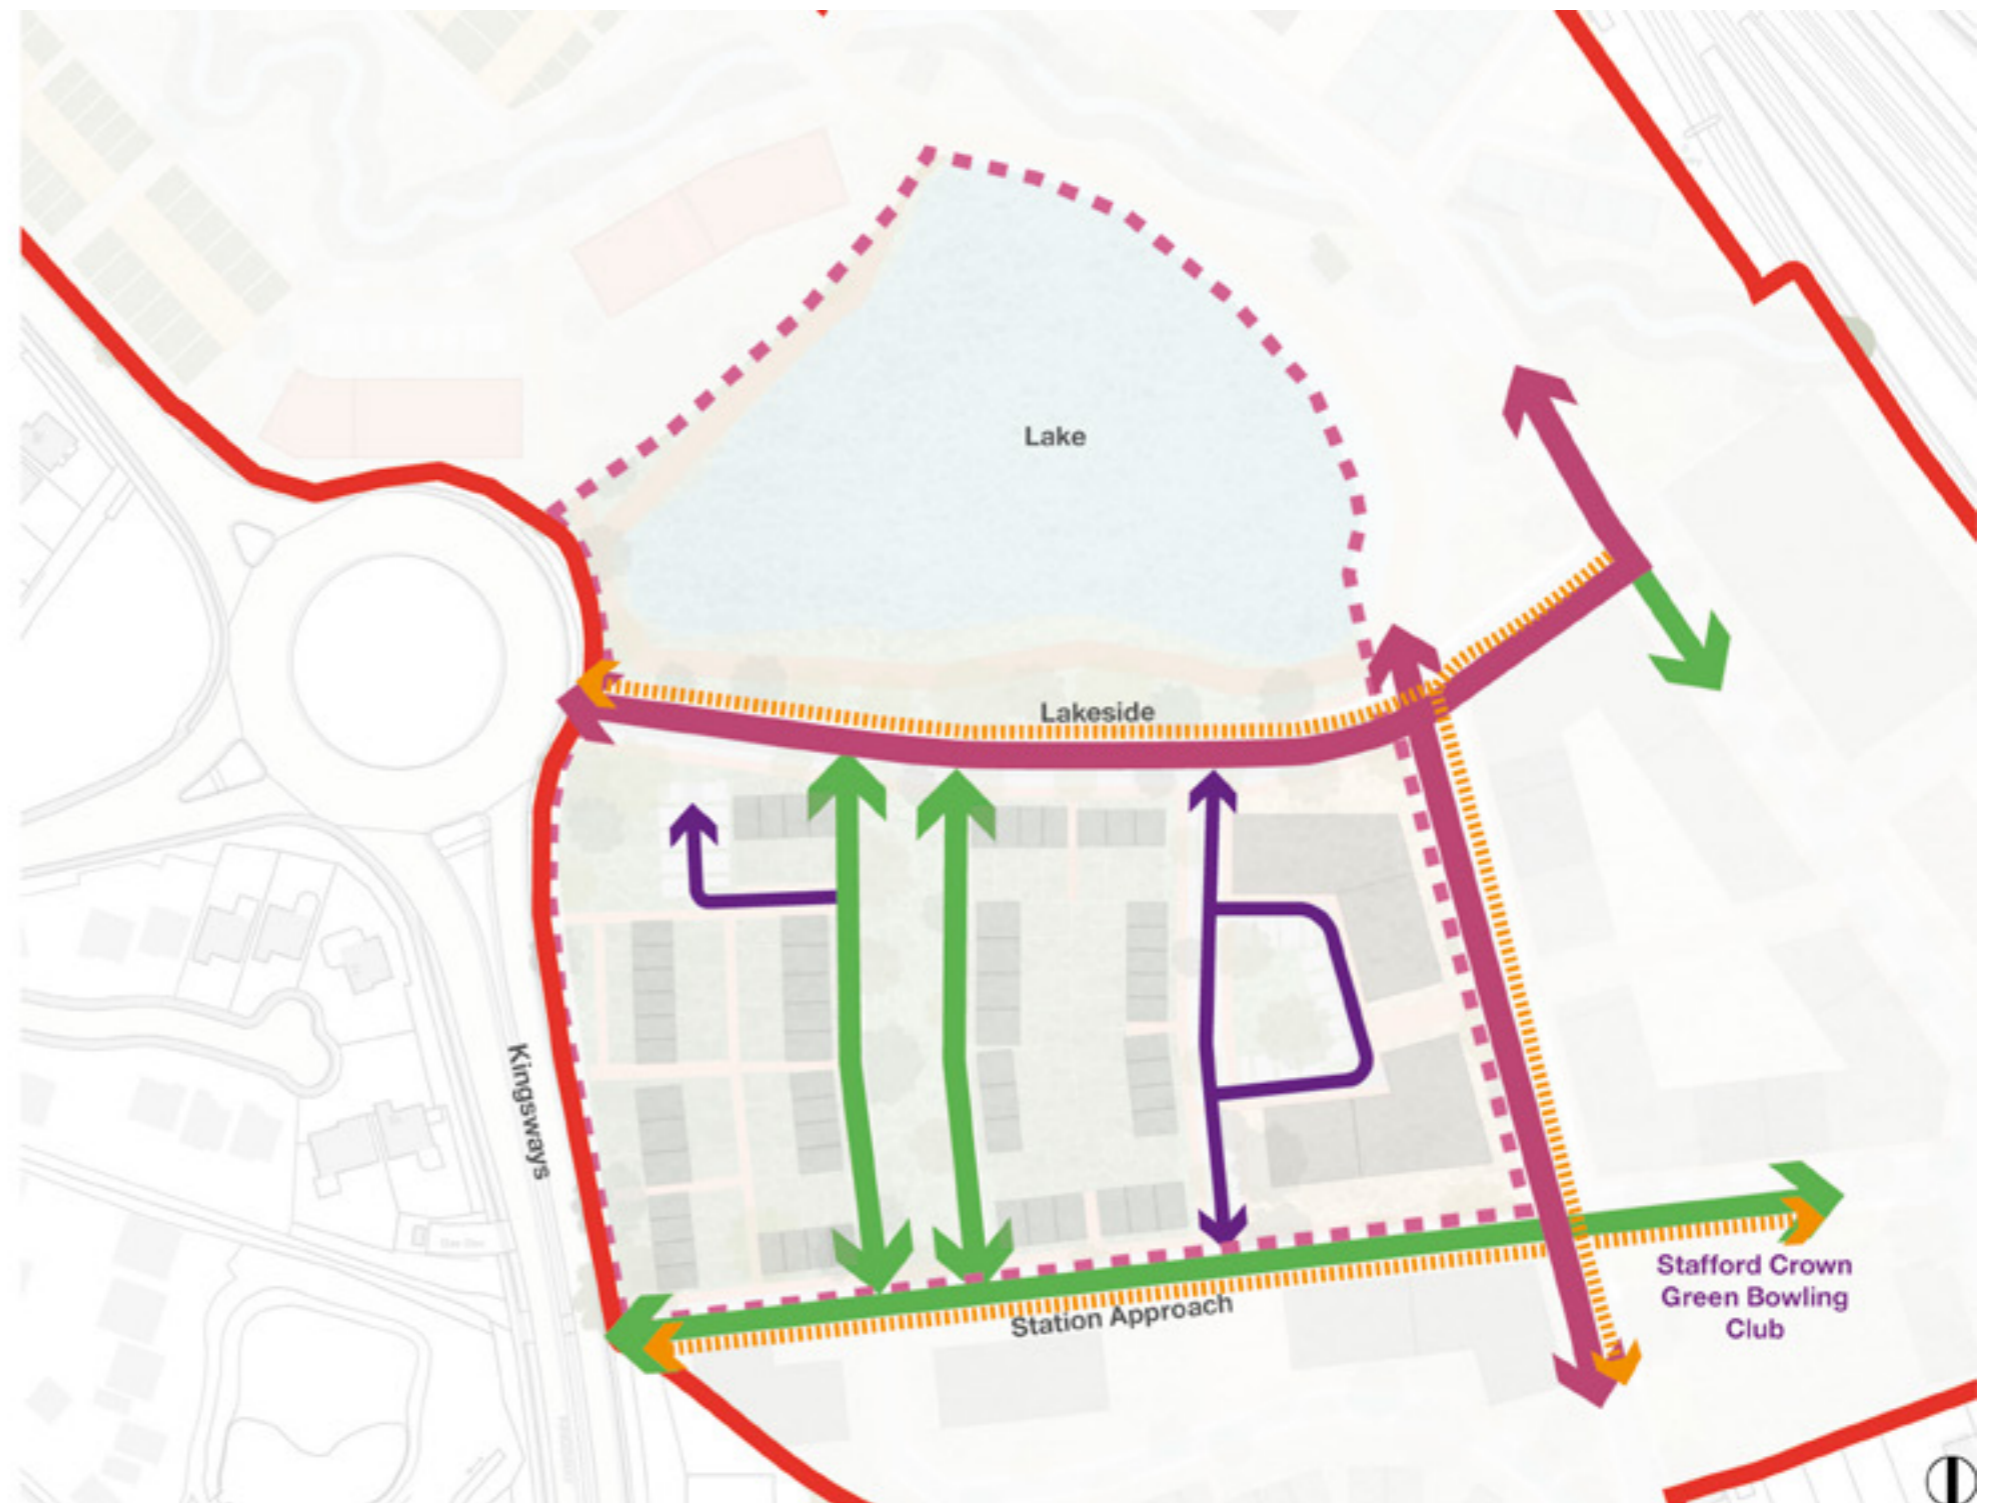 Lake
Lakeside
Kingsways
Station Approach
Stafford Crown
Green Bowling
Club